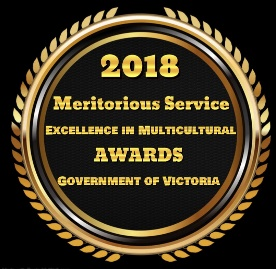 2018
Meritorious Service
Excellence in Multicultural
AWARDS
Government of Victoria